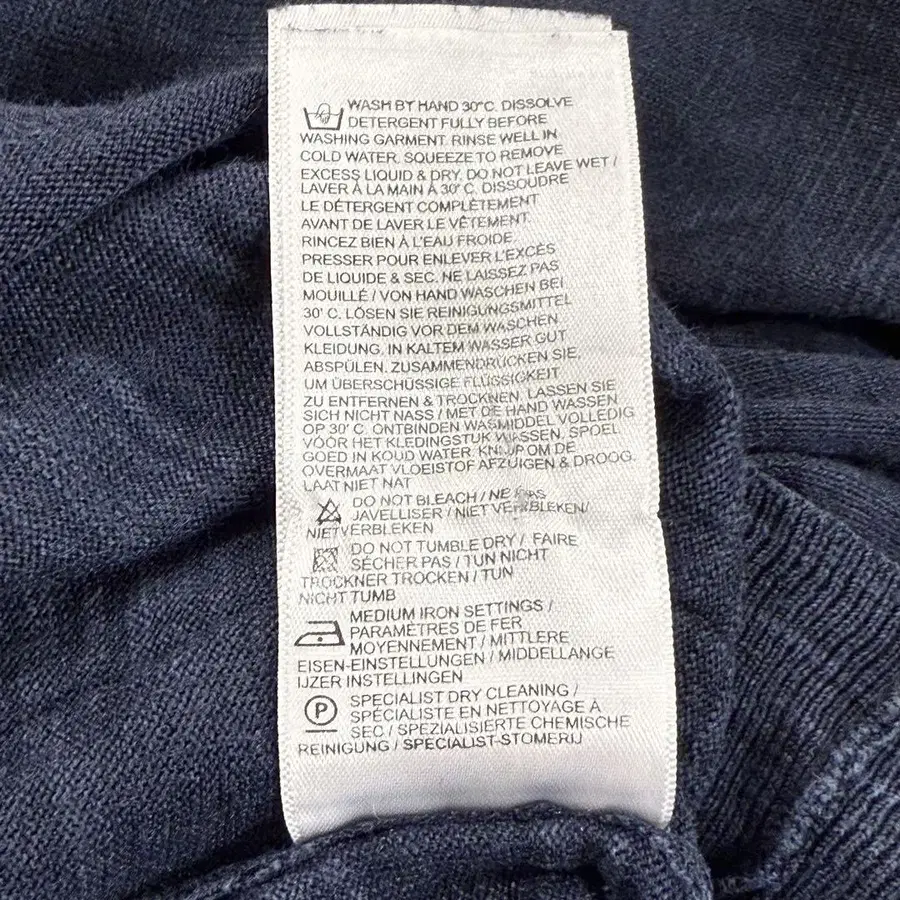 WASH BY HAND 30°C. DISSOLVE
DETERGENT FULLY BEFORE
WASHING GARMENT. RINSE WELL IN
COLD WATER. SQUEEZE TO REMOVE
EXCESS LIQUID & DRY. DO NOT LEAVE WET /
LAVER À LA MAIN À 30° C. DISSOUDRE
LE DÉTERGENT COMPLÈTEMENT
AVANT DE LAVER LE VÊTEMENT.
RINCEZ BIEN À L'EAU FROIDE.
PRESSER POUR ENLEVER L'EXCÈS
DE LIQUIDE & SEC. NE LAISSEZ PAS
MOUILLÉ / VON HAND WASCHEN BEI
30° C. LÖSEN SIE REINIGUNGSMITTEL
VOLLSTÄNDIG VOR DEM WASCHEN
KLEIDUNG. IN KALTEM WASSER GUT
ABSPÜLEN. ZUSAMMENDRÜCKEN SIE,
UM ÜBERSCHÜSSIGE FLÜSSIGKEIT
ZU ENTFERNEN & TROCKNEN. LASSEN SIE
SICH NICHT NASS / MET DE HAND WASSEN
OP 30° C. ONTBINDEN WASMIDDEL VOLLEDIG
VÓÓR HET KLEDINGSTUK WASSEN. SPOEL
GOED IN KOUD WATER. KNIJP OM DE
OVERMAAT VLOEISTOF AFZUIGEN & DROOG.
LAAT NIET NAT
DO NOT BLEACH / NE PAS
JAVELLISER / NIET VERBLEKEN/
NIETVERBLEKEN
DO NOT TUMBLE DRY / FAIRE
SÉCHER PAS / TUN NICHT
TROCKNER TROCKEN / TUN
NICHT TUMB
MEDIUM IRON SETTINGS /
PARAMÈTRES DE FER
MOYENNEMENT / MITTLERE
EISEN-EINSTELLUNGEN / MIDDELLANGE
IJZER INSTELLINGEN
P SPECIALIST DRY CLEANING /
SPÉCIALISTE EN NETTOYAGE À
SEC / SPEZIALISIERTE CHEMISCHE
REINIGUNG / SPECIALIST-STOMERIJ